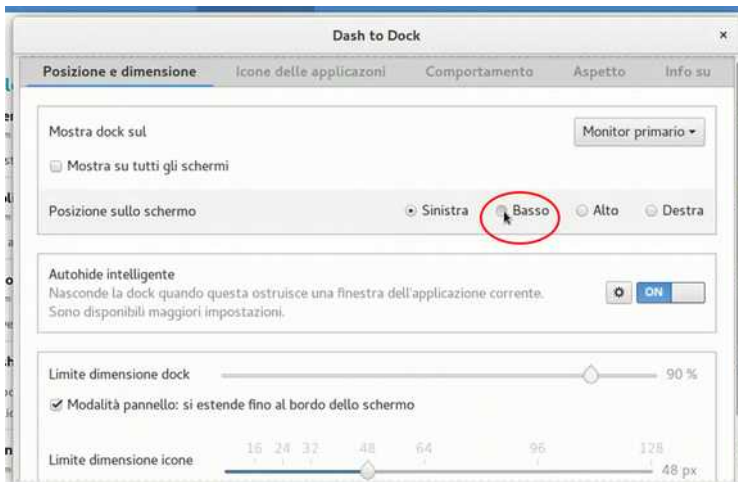 Dash to Dock ×
Posizione e dimensione Icone delle applicazoni Comportamento Aspetto Info su
Mostra dock sul Monitor primario
Mostra su tutti gli schermi
Posizione sullo schermo Sinistra Basso Alto Destra
Autohide intelligente
Nasconde la dock quando questa ostruisce una finestra dell'applicazione corrente. ON
Sono disponibili maggiori impostazioni.
Limite dimensione dock 90 %
Modalità pannello: si estende fino al bordo dello schermo
16 24 32 48 64 96 128
Limite dimensione icone 48 px